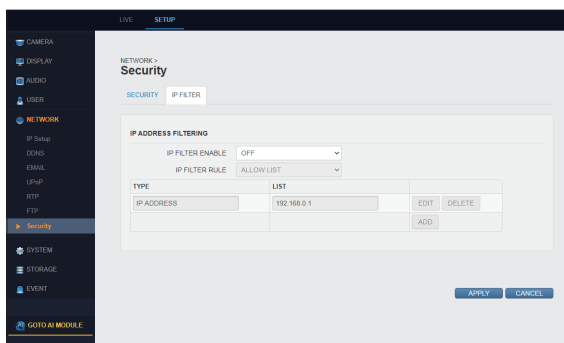 LIVE SETUP
CAMERA
DISPLAY
AUDIO
USER
NETWORK
IP Setup
DDNS
EMAIL
UPnP
RTP
FTP
Security
SYSTEM
STORAGE
EVENT
AI GOTO AI MODULE
NETWORK >
Security
SECURITY IP FILTER
IP ADDRESS FILTERING
IP FILTER ENABLE OFF
IP FILTER RULE ALLOW LIST
TYPE LIST
IP ADDRESS 192.168.0.1 EDIT DELETE
ADD
APPLY CANCEL